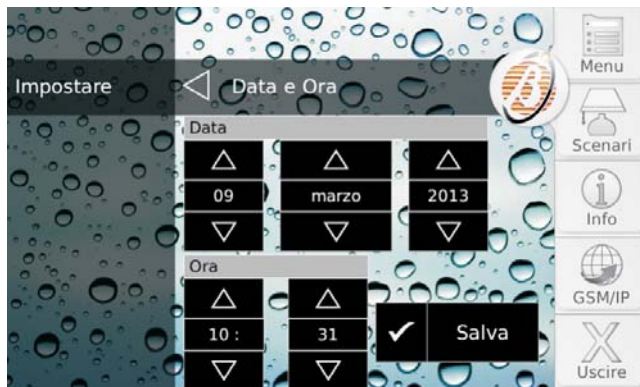 Impostare
Data e Ora
Data
09 marzo 2013
Ora
10 : 31
Salva
Menu
Scenari
Info
GSM/IP
Uscire